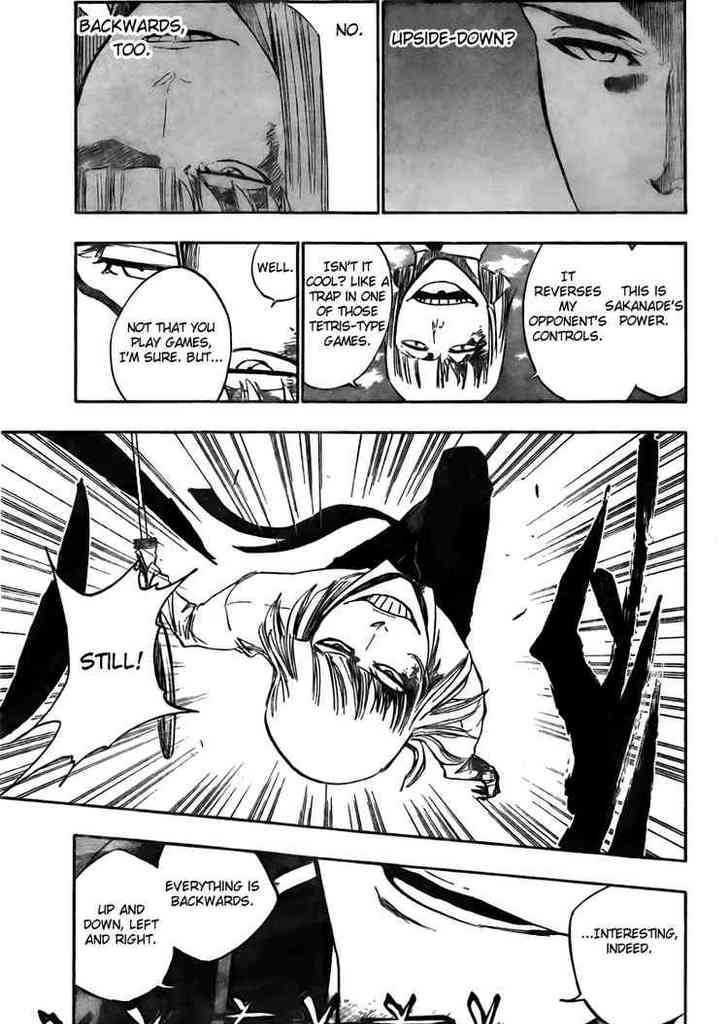 UPSIDE-DOWN?
NO.
BACKWARDS,
TOO.
THIS IS
SAKANADE'S
POWER.
IT
REVERSES
MY
OPPONENT'S
CONTROLS.
ISN'T IT
COOL? LIKE A
TRAP IN ONE
OF THOSE
TETRIS-TYPE
GAMES.
WELL.
NOT THAT YOU
PLAY GAMES,
I'M SURE. BUT...
STILL!
...INTERESTING,
INDEED.
EVERYTHING IS
BACKWARDS.
UP AND
DOWN, LEFT
AND RIGHT.